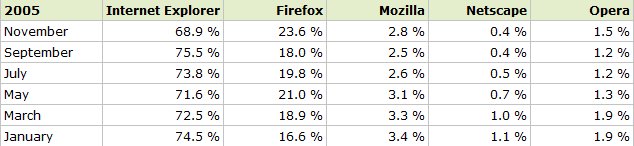 2005 Internet Explorer Firefox Mozilla Netscape Opera
November 68.9 % 23.6 % 2.8 % 0.4 % 1.5 %
September 75.5 % 18.0 % 2.5 % 0.4 % 1.2 %
July 73.8 % 19.8 % 2.6 % 0.5 % 1.2 %
May 71.6 % 21.0 % 3.1 % 0.7 % 1.3 %
March 72.5 % 18.9 % 3.3 % 1.0 % 1.9 %
January 74.5 % 16.6 % 3.4 % 1.1 % 1.9 %